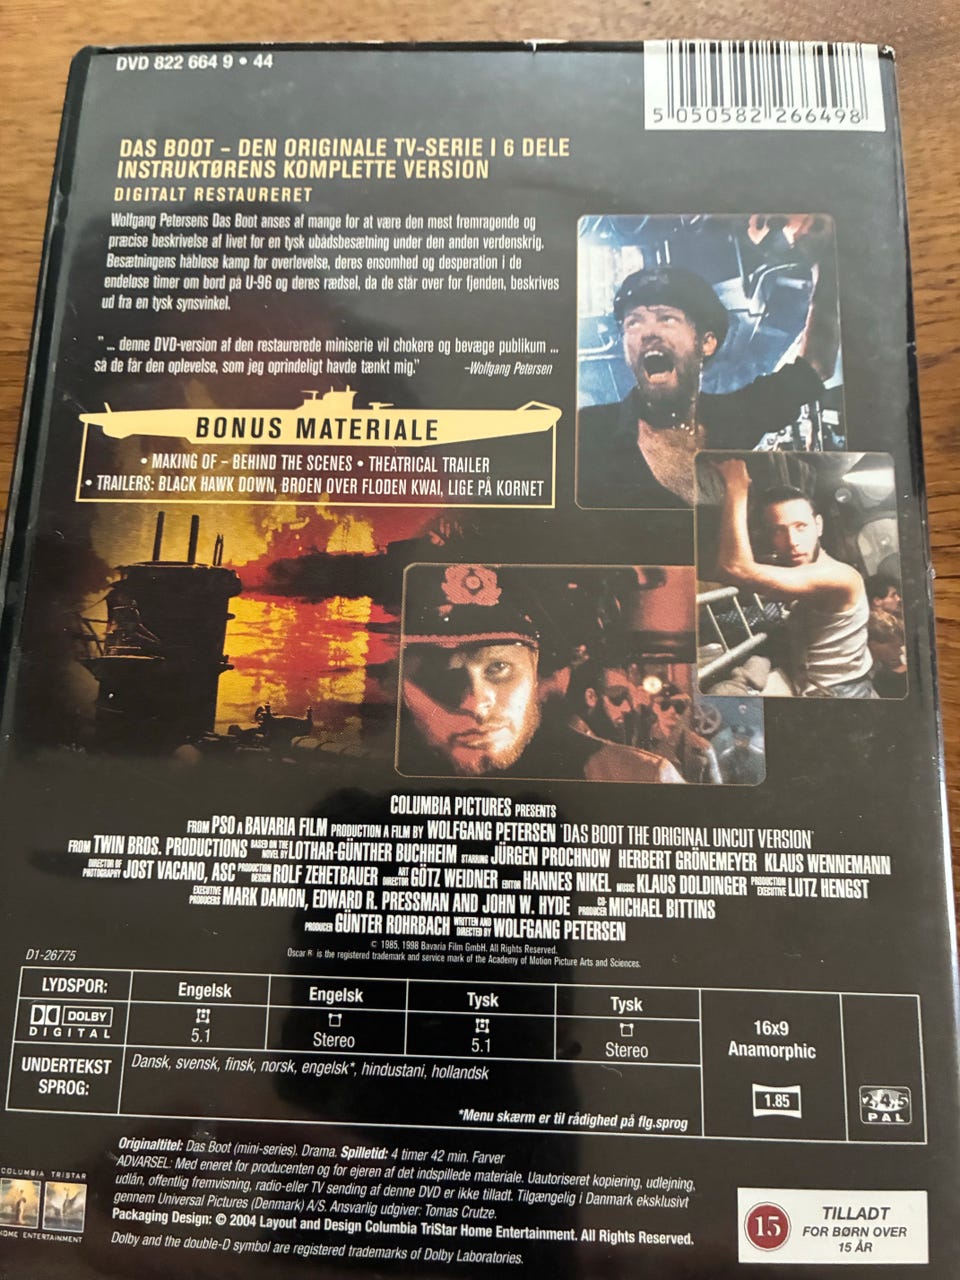 DVD 822 664 9 • 44
5 050582 266498
DAS BOOT – DEN ORIGINALE TV-SERIE I 6 DELE
INSTRUKTØRENS KOMPLETTE VERSION
DIGITALT RESTAURERET
Wolfgang Petersens Das Boot anses af mange for at være den mest fremragende og
præcise beskrivelse af livet for en tysk ubådsbesætning under den anden verdenskrig.
Besætningens håbløse kamp for overlevelse, deres ensomhed og desperation i de
endeløse timer om bord på U-96 og deres rædsel, da de står over for fjenden, beskrives
ud fra en tysk synsvinkel.
"... denne DVD-version af den restaurerede miniserie vil chokere og bevæge publikum ...
så de får den oplevelse, som jeg oprindeligt havde tænkt mig." –Wolfgang Petersen
BONUS MATERIALE
• MAKING OF – BEHIND THE SCENES • THEATRICAL TRAILER
• TRAILERS: BLACK HAWK DOWN, BROEN OVER FLODEN KWAI, LIGE PÅ KORNET
COLUMBIA PICTURES PRESENTS
FROM PSO A BAVARIA FILM PRODUCTION A FILM BY WOLFGANG PETERSEN 'DAS BOOT THE ORIGINAL UNCUT VERSION'
FROM TWIN BROS. PRODUCTIONS BASED ON THE NOVEL BY LOTHAR-GÜNTHER BUCHHEIM STARRING JÜRGEN PROCHNOW HERBERT GRÖNEMEYER KLAUS WENNEMANN
DIRECTOR OF PHOTOGRAPHY JOST VACANO, ASC PRODUCTION DESIGN ROLF ZEHETBAUER ART DIRECTOR GÖTZ WEIDNER EDITOR HANNES NIKEL MUSIC KLAUS DOLDINGER PRODUCTION EXECUTIVE LUTZ HENGST
EXECUTIVE PRODUCERS MARK DAMON, EDWARD R. PRESSMAN AND JOHN W. HYDE CO-PRODUCER MICHAEL BITTINS
PRODUCER GÜNTER ROHRBACH WRITTEN AND DIRECTED BY WOLFGANG PETERSEN
© 1985, 1998 Bavaria Film GmbH. All Rights Reserved.
Oscar® is the registered trademark and service mark of the Academy of Motion Picture Arts and Sciences.
D1-26775
LYDSPOR: Engelsk Engelsk Tysk Tysk
DOLBY
DIGITAL
5.1 Stereo 5.1 Stereo
16x9
Anamorphic
1.85
2,4,5
PAL
UNDERTEKST
SPROG:
Dansk, svensk, finsk, norsk, engelsk*, hindustani, hollandsk
*Menu skærm er til rådighed på flg.sprog
Originaltitel: Das Boot (mini-series). Drama. Spilletid: 4 timer 42 min. Farver
ADVARSEL: Med eneret for producenten og for ejeren af det indspillede materiale. Uautoriseret kopiering, udlejning,
udlån, offentlig fremvisning, radio-eller TV sending af denne DVD er ikke tilladt. Tilgængelig i Danmark eksklusivt
gennem Universal Pictures (Denmark) A/S. Ansvarlig udgiver: Tomas Crutze.
Packaging Design: © 2004 Layout and Design Columbia TriStar Home Entertainment. All Rights Reserved.
Dolby and the double-D symbol are registered trademarks of Dolby Laboratories.
COLUMBIA TRISTAR
HOME ENTERTAINMENT
15
TILLADT
FOR BØRN OVER
15 ÅR